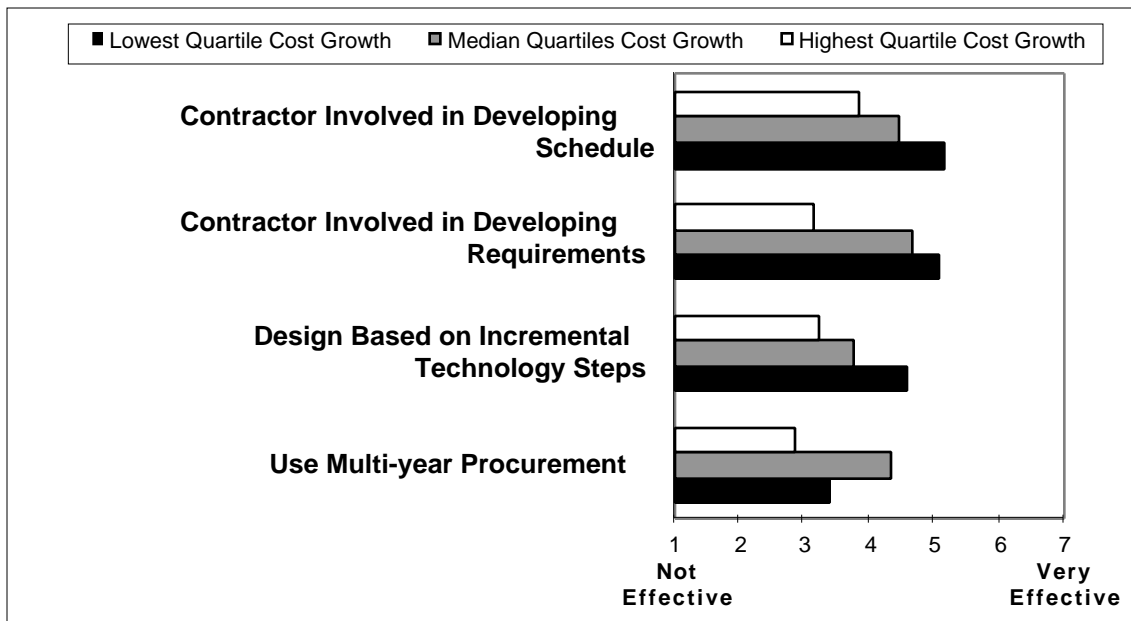 Lowest Quartile Cost Growth Median Quartiles Cost Growth Highest Quartile Cost Growth
Contractor Involved in Developing
Schedule
Contractor Involved in Developing
Requirements
Design Based on Incremental
Technology Steps
Use Multi-year Procurement
1 2 3 4 5 6 7
Not Very
Effective Effective